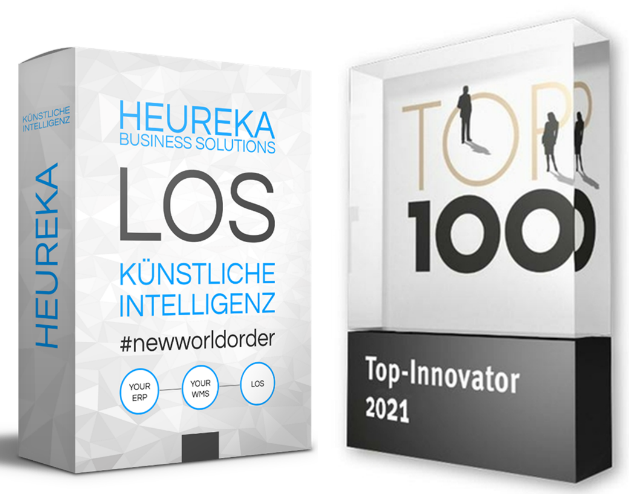 KÜNSTLICHE
INTELLIGENZ
HEUREKA
HEUREKA
BUSINESS SOLUTIONS
LOS
KÜNSTLICHE
INTELLIGENZ
#newworldorder
YOUR
ERP
YOUR
WMS
LOS
TOP
100
Top-Innovator
2021